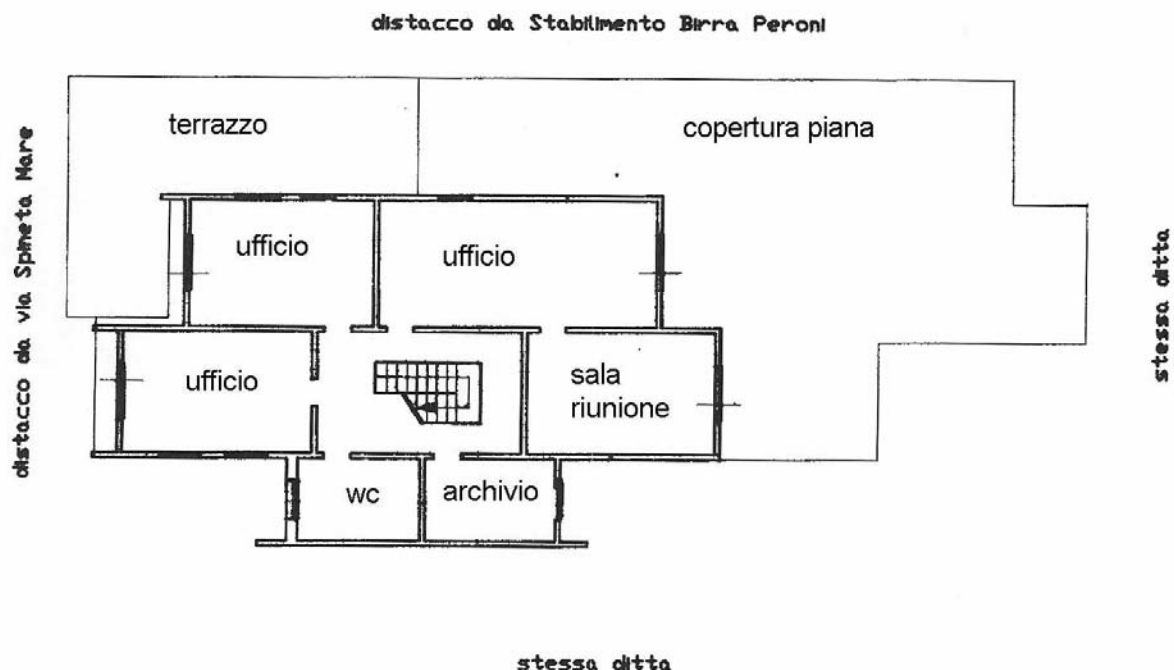 distacco da Stabilimento Birra Peroni
terrazzo
copertura piana
distacco da via Spineta Mare
ufficio
ufficio
stessa ditta
ufficio
sala
riunione
wc
archivio
stessa ditta